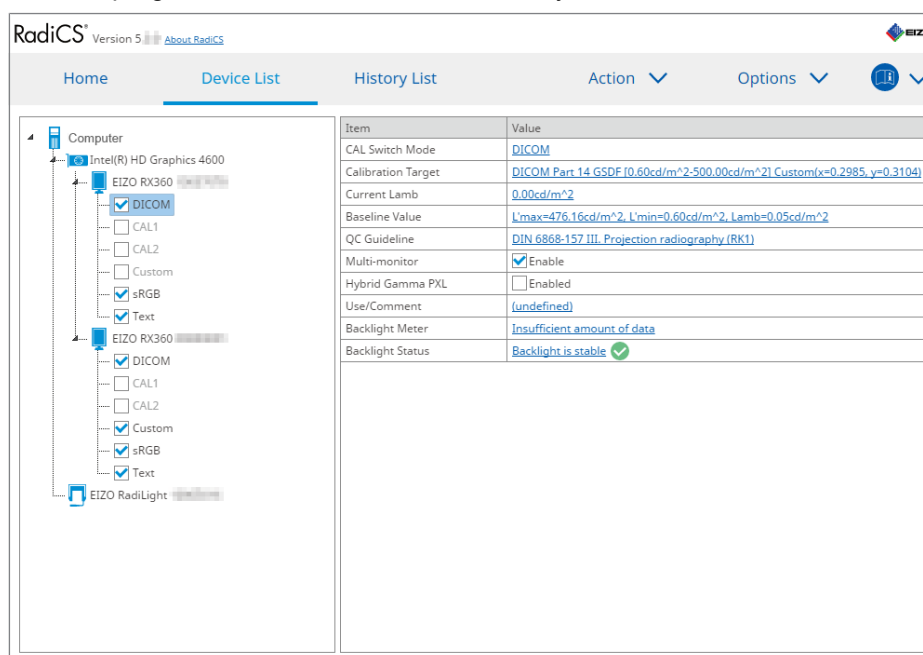 RadiCS® Version 5. About RadiCS
EIZ
Home Device List History List Action Options
Computer
Intel(R) HD Graphics 4600
EIZO RX360
DICOM
CAL1
CAL2
Custom
sRGB
Text
EIZO RX360
DICOM
CAL1
CAL2
Custom
sRGB
Text
EIZO RadiLight
Item Value
CAL Switch Mode DICOM
Calibration Target DICOM Part 14 GSDF [0.60cd/m^2-500.00cd/m^2] Custom(x=0.2985, y=0.3104)
Current Lamb 0.00cd/m^2
Baseline Value L'max=476.16cd/m^2, L'min=0.60cd/m^2, Lamb=0.05cd/m^2
QC Guideline DIN 6868-157 III. Projection radiography (RK1)
Multi-monitor Enable
Hybrid Gamma PXL Enabled
Use/Comment (undefined)
Backlight Meter Insufficient amount of data
Backlight Status Backlight is stable